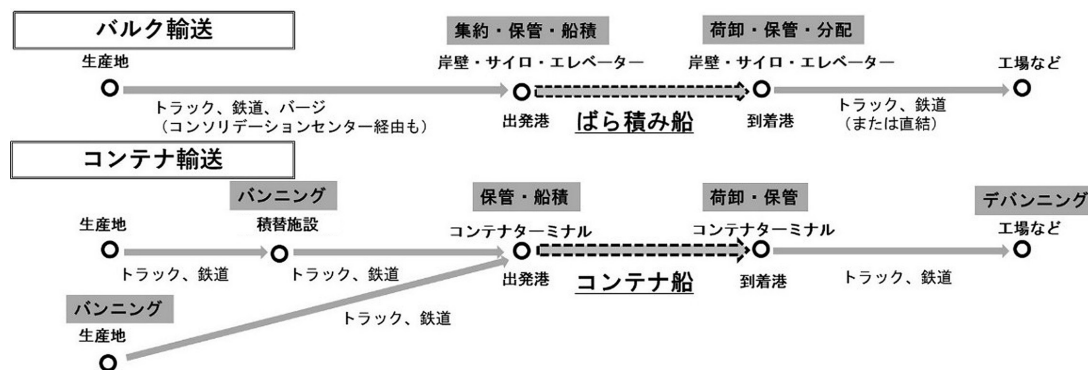 バルク輸送
集約・保管・船積
荷卸・保管・分配
生産地
岸壁・サイロ・エレベーター
岸壁・サイロ・エレベーター
工場など
トラック、鉄道、バージ
（コンソリデーションセンター経由も）
出発港
ばら積み船
到着港
トラック、鉄道
（または直結）
コンテナ輸送
バンニング
保管・船積
荷卸・保管
デバンニング
生産地
積替施設
コンテナターミナル
コンテナターミナル
工場など
トラック、鉄道
トラック、鉄道
出発港
コンテナ船
到着港
トラック、鉄道
バンニング
生産地
トラック、鉄道